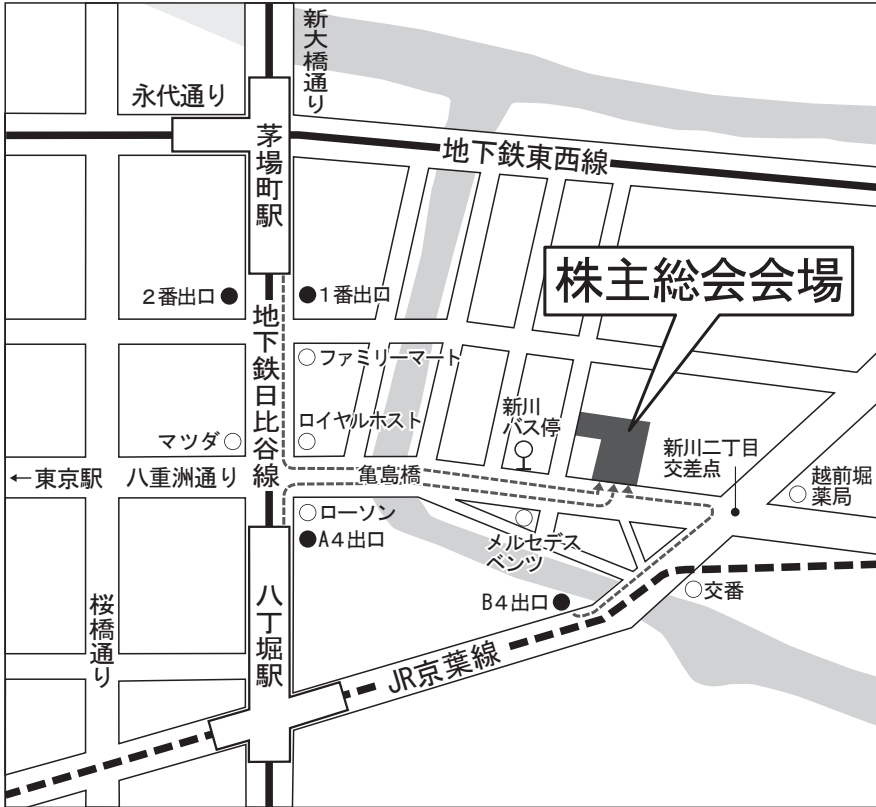 新大橋通り
永代通り
茅場町駅
地下鉄東西線
株主総会会場
2番出口
1番出口
地下鉄日比谷線
ファミリーマート
新川
バス停
マツダ
ロイヤルホスト
新川二丁目
交差点
越前堀
薬局
←東京駅
八重洲通り
亀島橋
ローソン
A4出口
メルセデス
ベンツ
八丁堀駅
桜橋通り
B4出口
交番
JR京葉線